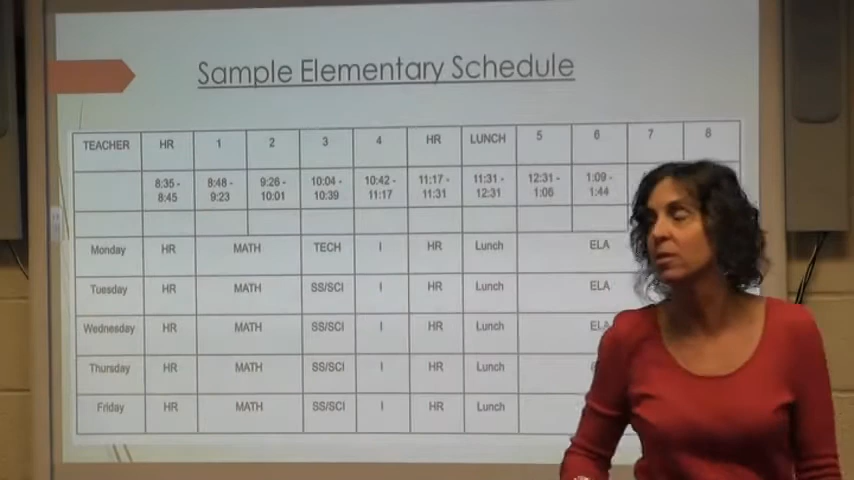 Sample Elementary Schedule
TEACHER HR 1 2 3 4 HR LUNCH 5 6 7 8
8:35 - 8:48 - 9:26 - 10:04 - 10:42 - 11:17 - 11:31 - 12:31 - 1:09 -
8:45 9:23 10:01 10:39 11:17 11:31 12:31 1:06 1:44
Monday HR MATH TECH I HR Lunch ELA
Tuesday HR MATH SS/SCI I HR Lunch ELA
Wednesday HR MATH SS/SCI I HR Lunch ELA
Thursday HR MATH SS/SCI I HR Lunch
Friday HR MATH SS/SCI I HR Lunch